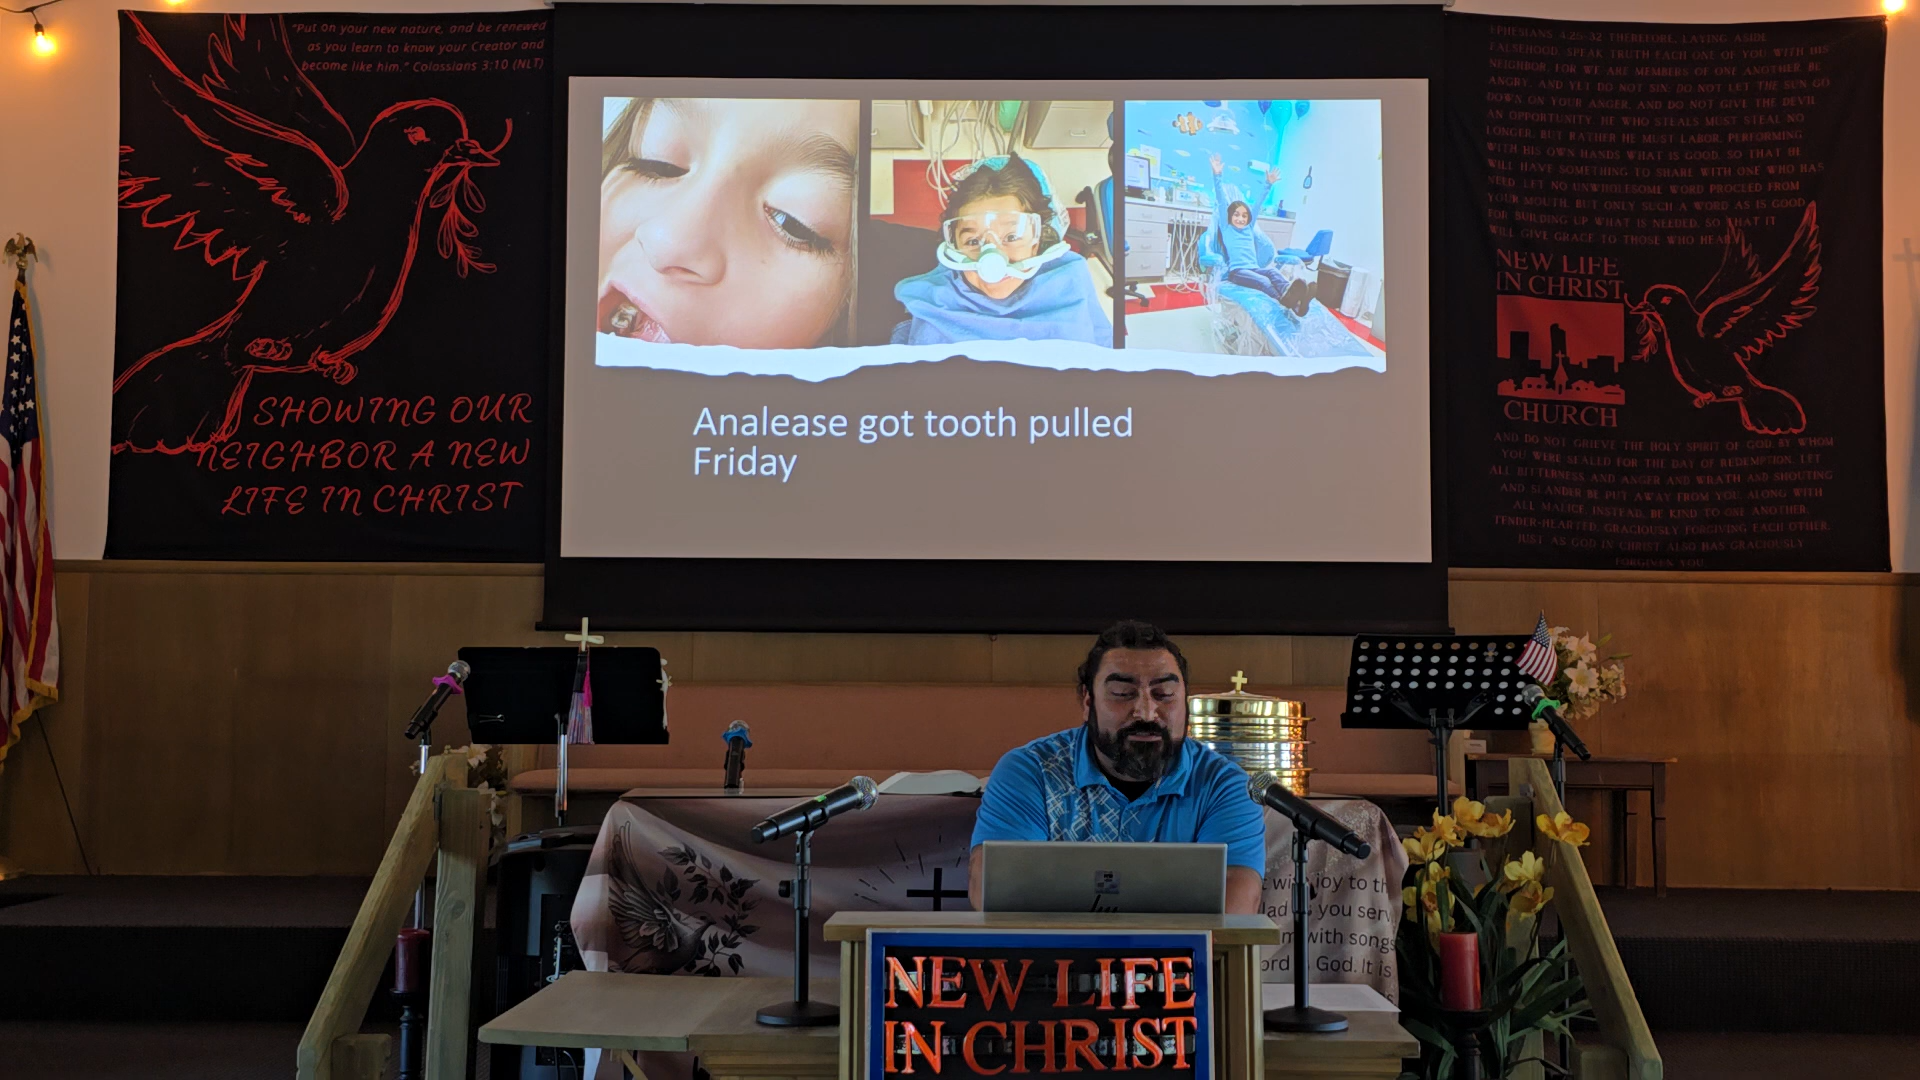 "Put on your new nature, and be renewed
as you learn to know your Creator and
become like him." Colossians 3:10 (NLT)
SHOWING OUR
NEIGHBOR A NEW
LIFE IN CHRIST
Analease got tooth pulled
Friday
EPHESIANS 4:25-32 THEREFORE, LAYING ASIDE
FALSEHOOD, SPEAK TRUTH EACH ONE OF YOU WITH HIS
NEIGHBOR, FOR WE ARE MEMBERS OF ONE ANOTHER. BE
ANGRY, AND YET DO NOT SIN; DO NOT LET THE SUN GO
DOWN ON YOUR ANGER, AND DO NOT GIVE THE DEVIL
AN OPPORTUNITY. HE WHO STEALS MUST STEAL NO
LONGER, BUT RATHER HE MUST LABOR, PERFORMING
WITH HIS OWN HANDS WHAT IS GOOD, SO THAT HE
WILL HAVE SOMETHING TO SHARE WITH ONE WHO HAS
NEED. LET NO UNWHOLESOME WORD PROCEED FROM
YOUR MOUTH, BUT ONLY SUCH A WORD AS IS GOOD
FOR BUILDING UP WHAT IS NEEDED, SO THAT IT
WILL GIVE GRACE TO THOSE WHO HEAR
NEW LIFE
IN CHRIST
CHURCH
AND DO NOT GRIEVE THE HOLY SPIRIT OF GOD, BY WHOM
YOU WERE SEALED FOR THE DAY OF REDEMPTION. LET
ALL BITTERNESS AND ANGER AND WRATH AND SHOUTING
AND SLANDER BE PUT AWAY FROM YOU, ALONG WITH
ALL MALICE. INSTEAD, BE KIND TO ONE ANOTHER,
TENDER-HEARTED, GRACIOUSLY FORGIVING EACH OTHER,
JUST AS GOD IN CHRIST ALSO HAS GRACIOUSLY
FORGIVEN YOU.
joy to th
you serv
with songs
God. It is
hp
NEW LIFE
IN CHRIST